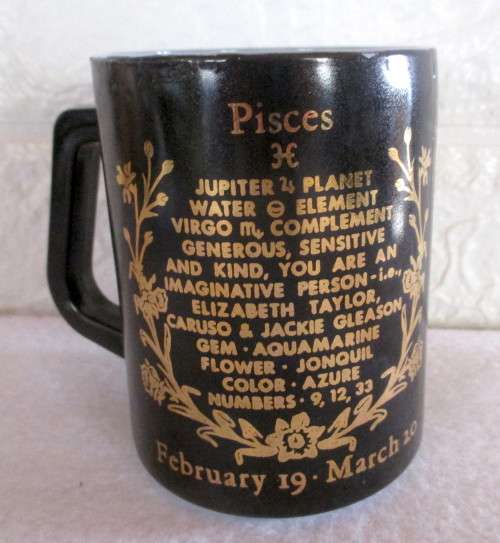 Pisces
♓
JUPITER ♃ PLANET
WATER ⊖ ELEMENT
VIRGO ♍ COMPLEMENT
GENEROUS, SENSITIVE
AND KIND, YOU ARE AN
IMAGINATIVE PERSON - i.e.,
ELIZABETH TAYLOR,
CARUSO & JACKIE GLEASON,
GEM · AQUAMARINE
FLOWER · JONQUIL
COLOR · AZURE
NUMBERS · 9, 12, 33
February 19 · March 20